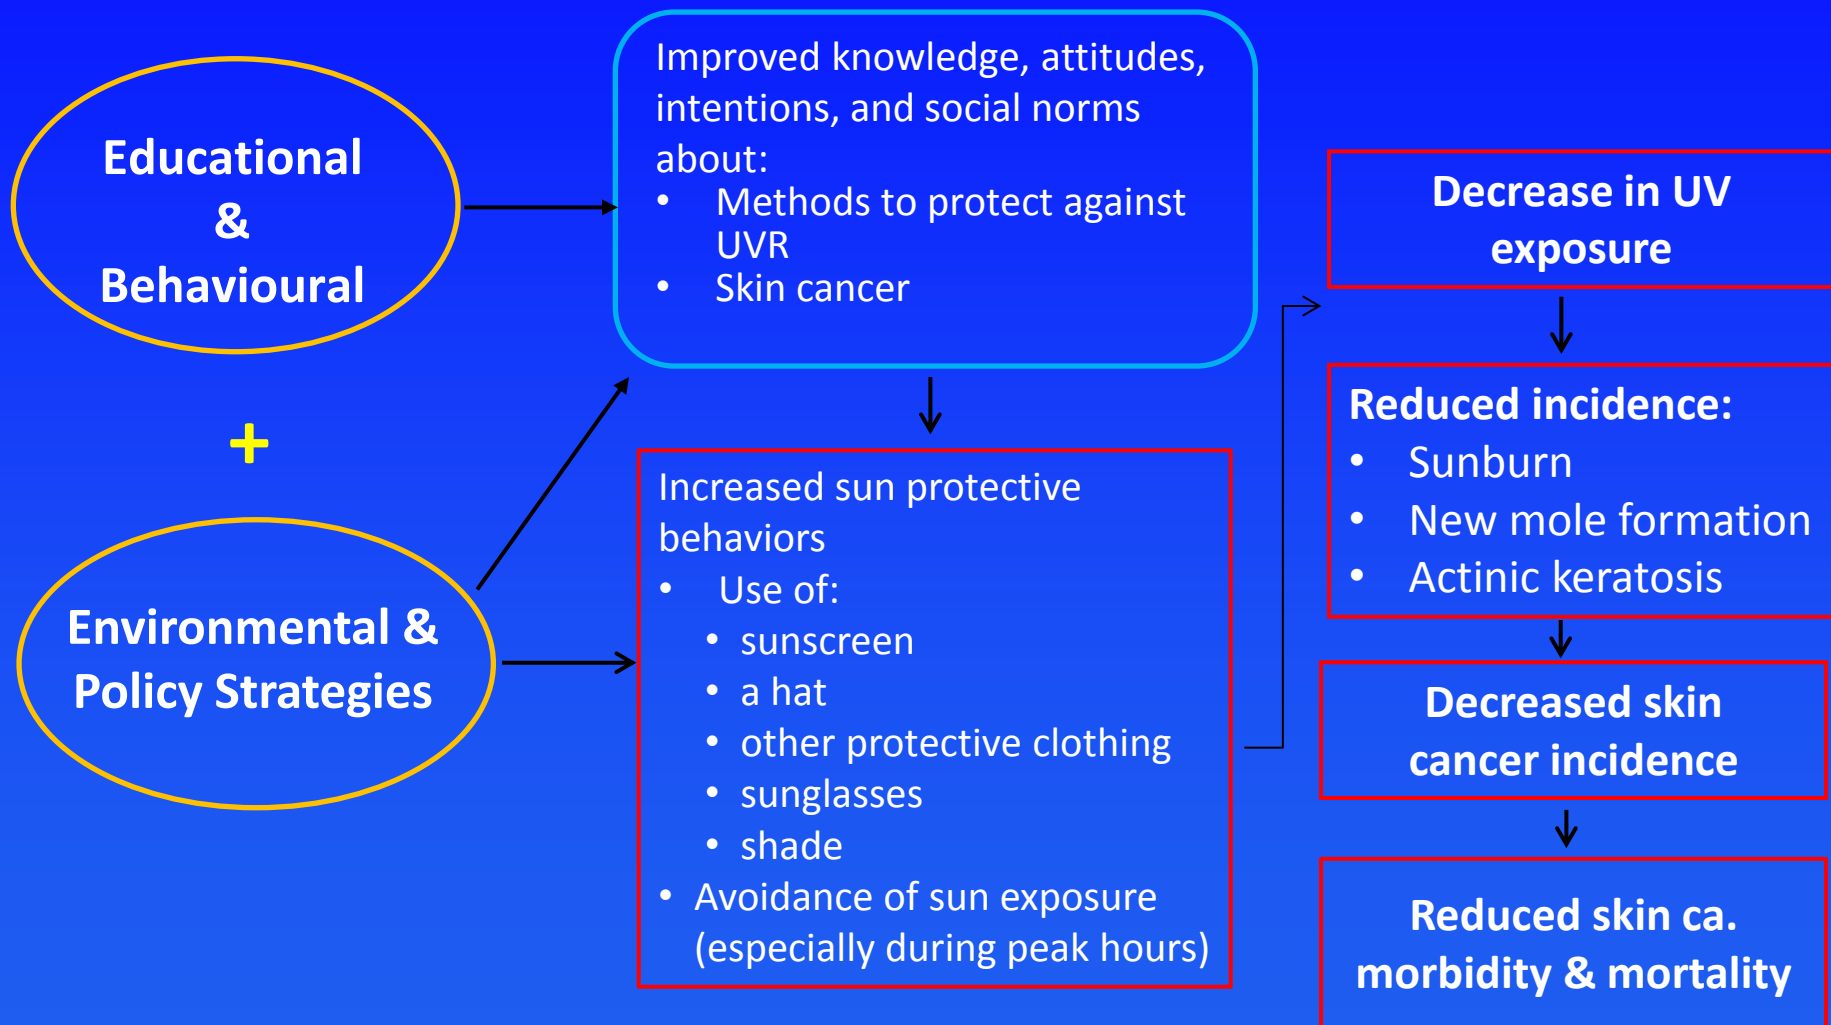 Educational
&
Behavioural
+
Environmental &
Policy Strategies
Improved knowledge, attitudes,
intentions, and social norms
about:
• Methods to protect against
UVR
• Skin cancer
Increased sun protective
behaviors
• Use of:
• sunscreen
• a hat
• other protective clothing
• sunglasses
• shade
• Avoidance of sun exposure
(especially during peak hours)
Decrease in UV
exposure
Reduced incidence:
• Sunburn
• New mole formation
• Actinic keratosis
Decreased skin
cancer incidence
Reduced skin ca.
morbidity & mortality